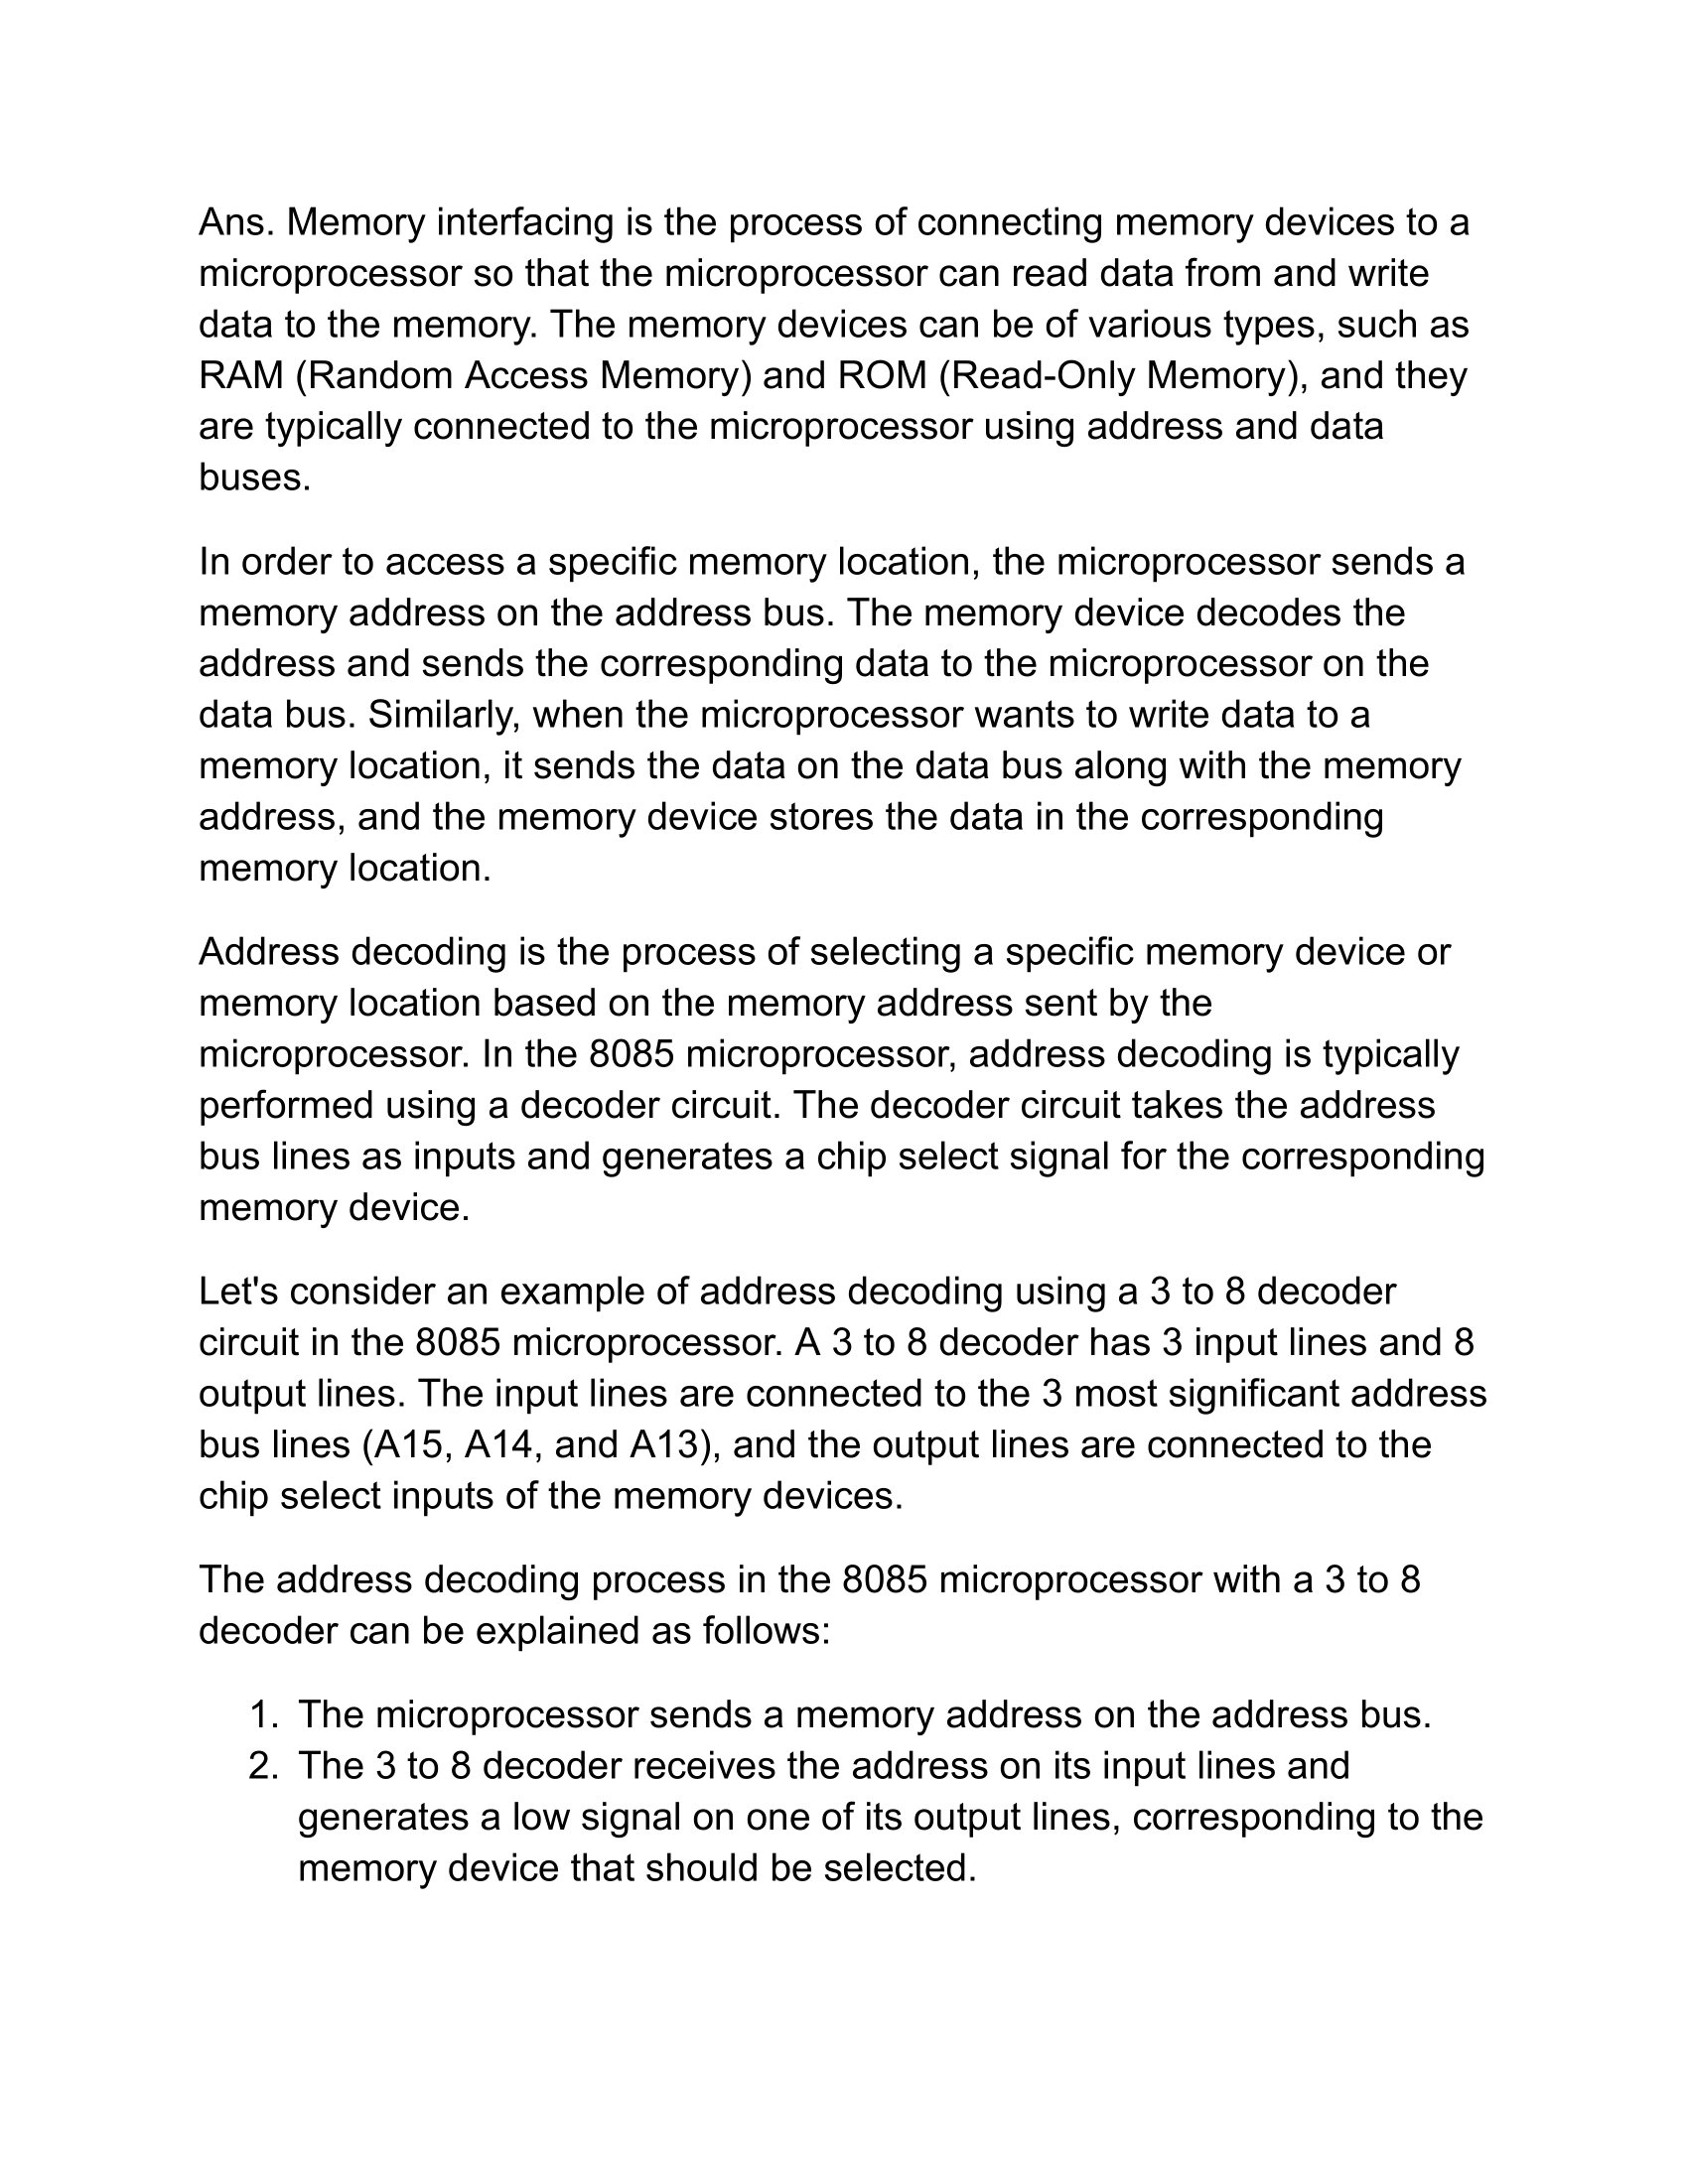 Ans. Memory interfacing is the process of connecting memory devices to a
microprocessor so that the microprocessor can read data from and write
data to the memory. The memory devices can be of various types, such as
RAM (Random Access Memory) and ROM (Read-Only Memory), and they
are typically connected to the microprocessor using address and data
buses.
In order to access a specific memory location, the microprocessor sends a
memory address on the address bus. The memory device decodes the
address and sends the corresponding data to the microprocessor on the
data bus. Similarly, when the microprocessor wants to write data to a
memory location, it sends the data on the data bus along with the memory
address, and the memory device stores the data in the corresponding
memory location.
Address decoding is the process of selecting a specific memory device or
memory location based on the memory address sent by the
microprocessor. In the 8085 microprocessor, address decoding is typically
performed using a decoder circuit. The decoder circuit takes the address
bus lines as inputs and generates a chip select signal for the corresponding
memory device.
Let's consider an example of address decoding using a 3 to 8 decoder
circuit in the 8085 microprocessor. A 3 to 8 decoder has 3 input lines and 8
output lines. The input lines are connected to the 3 most significant address
bus lines (A15, A14, and A13), and the output lines are connected to the
chip select inputs of the memory devices.
The address decoding process in the 8085 microprocessor with a 3 to 8
decoder can be explained as follows:
1. The microprocessor sends a memory address on the address bus.
2. The 3 to 8 decoder receives the address on its input lines and
generates a low signal on one of its output lines, corresponding to the
memory device that should be selected.